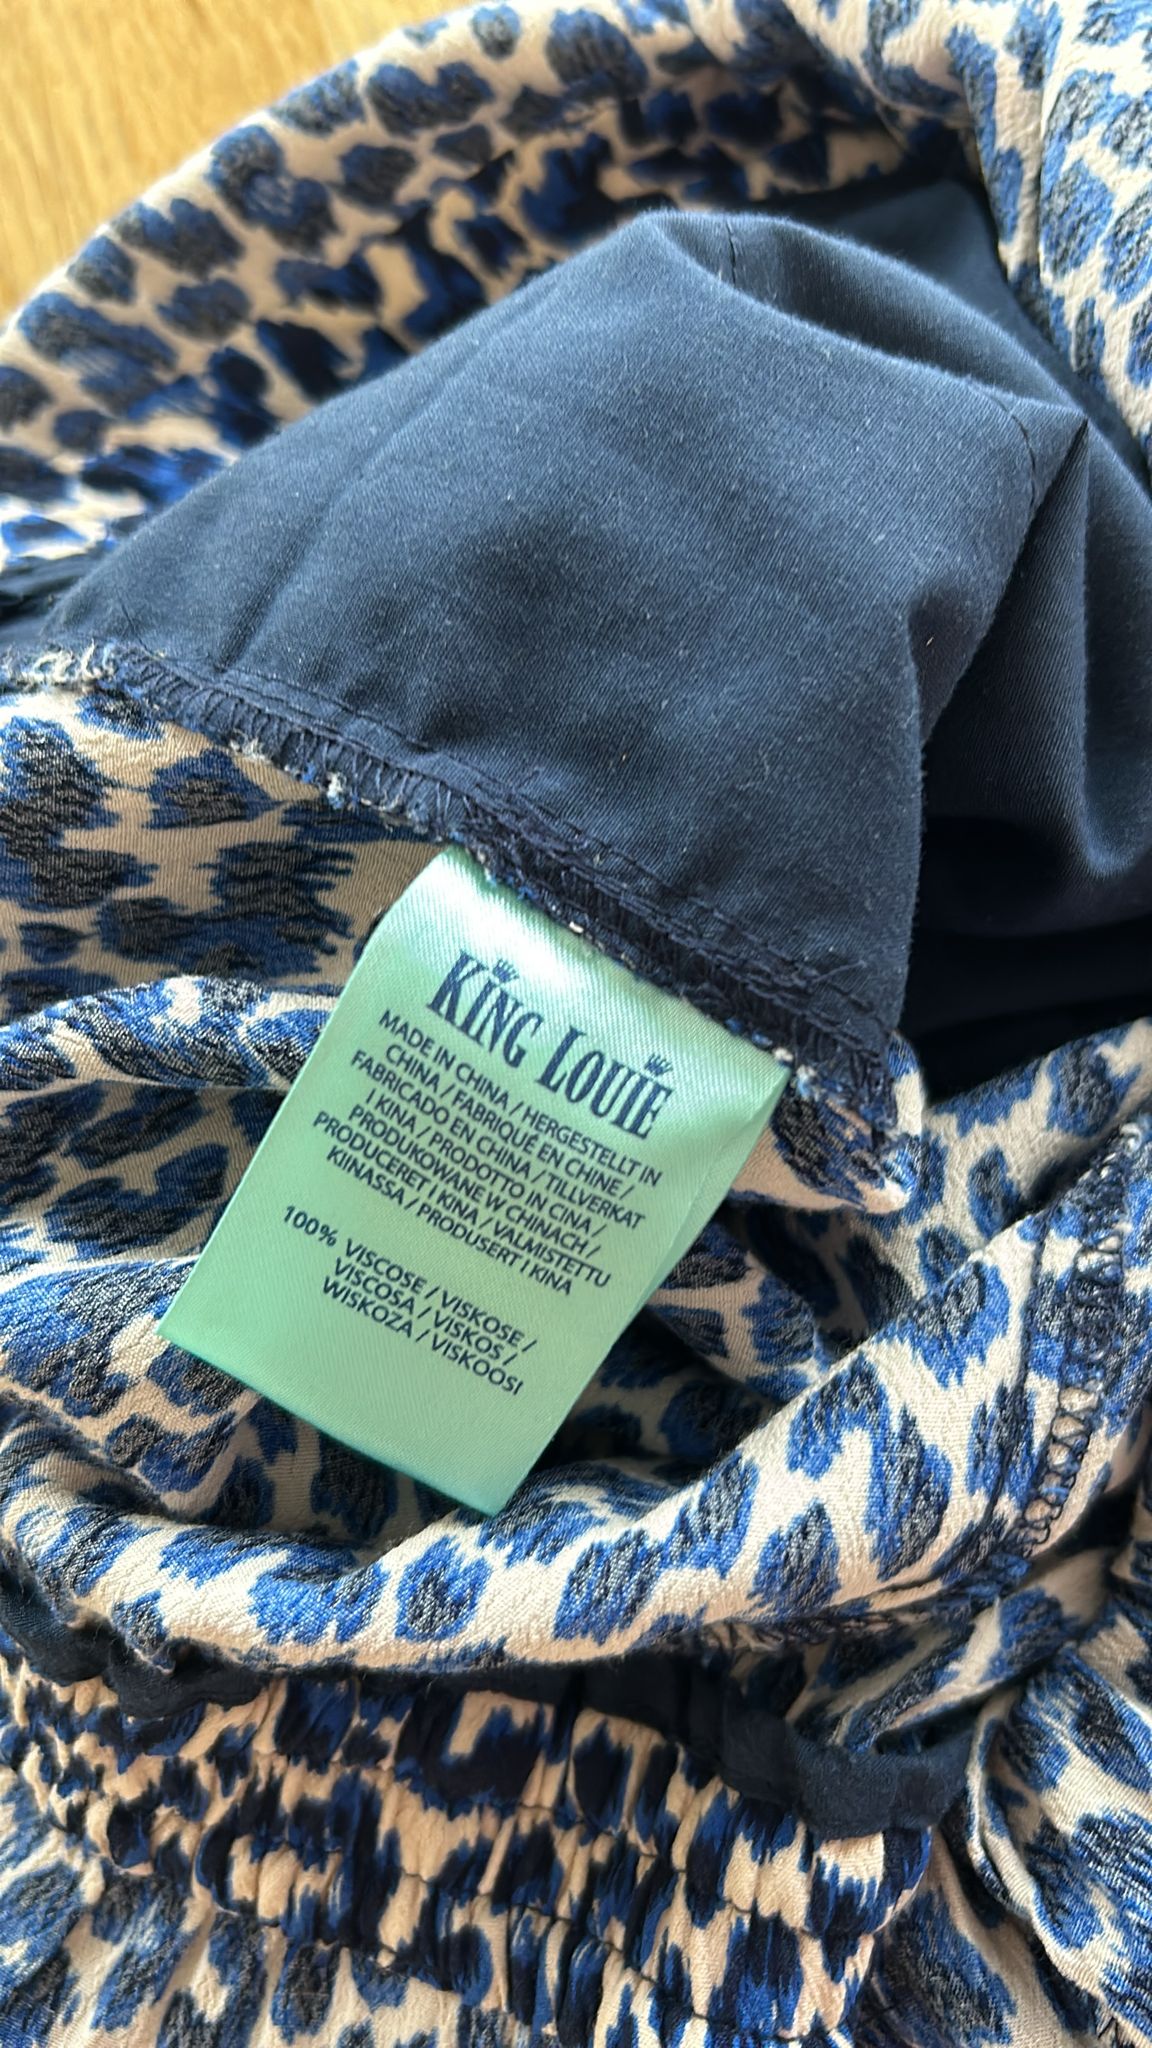 KING LOUIE
MADE IN CHINA / HERGESTELLT IN
CHINA / FABRIQUÉ EN CHINE /
FABRICADO EN CHINA / TILLVERKAT
I KINA / PRODOTTO IN CINA /
PRODUKOWANE W CHINACH /
PRODUCERET I KINA / VALMISTETTU
KIINASSA / PRODUSERT I KINA
100% VISCOSE / VISKOSE /
VISCOSA / VISKOS /
WISKOZA / VISKOOSI